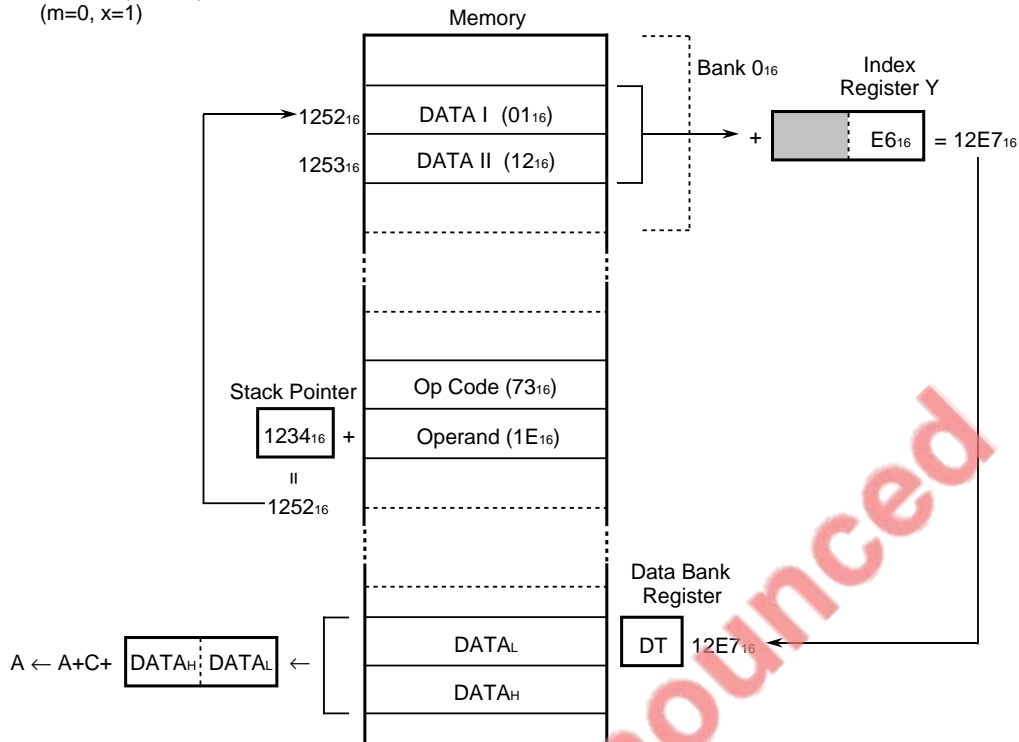 (m=0, x=1)
Memory
Bank 0₁₆
Index
Register Y
1252₁₆
DATA I (01₁₆)
+
E6₁₆
= 12E7₁₆
1253₁₆
DATA II (12₁₆)
Stack Pointer
Op Code (73₁₆)
1234₁₆
+
Operand (1E₁₆)
=
1252₁₆
Data Bank
Register
DATAL
DT
12E7₁₆
A ← A+C+
DATAH
DATAL
←
DATAH
ounced